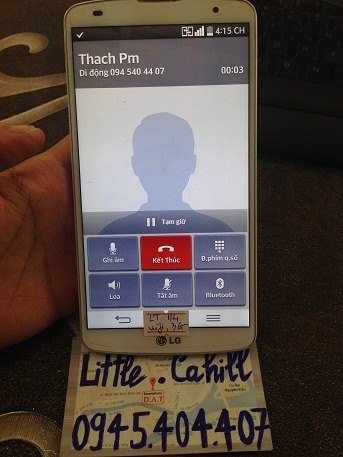 4:15 CH
Thach Pm
Di động 094 540 44 07
00:03
Tạm giữ
Ghi âm
Kết Thúc
B.phím q.số
Loa
Tắt âm
Bluetooth
LG
Little . Cahill
D.A.T
0945.404.407